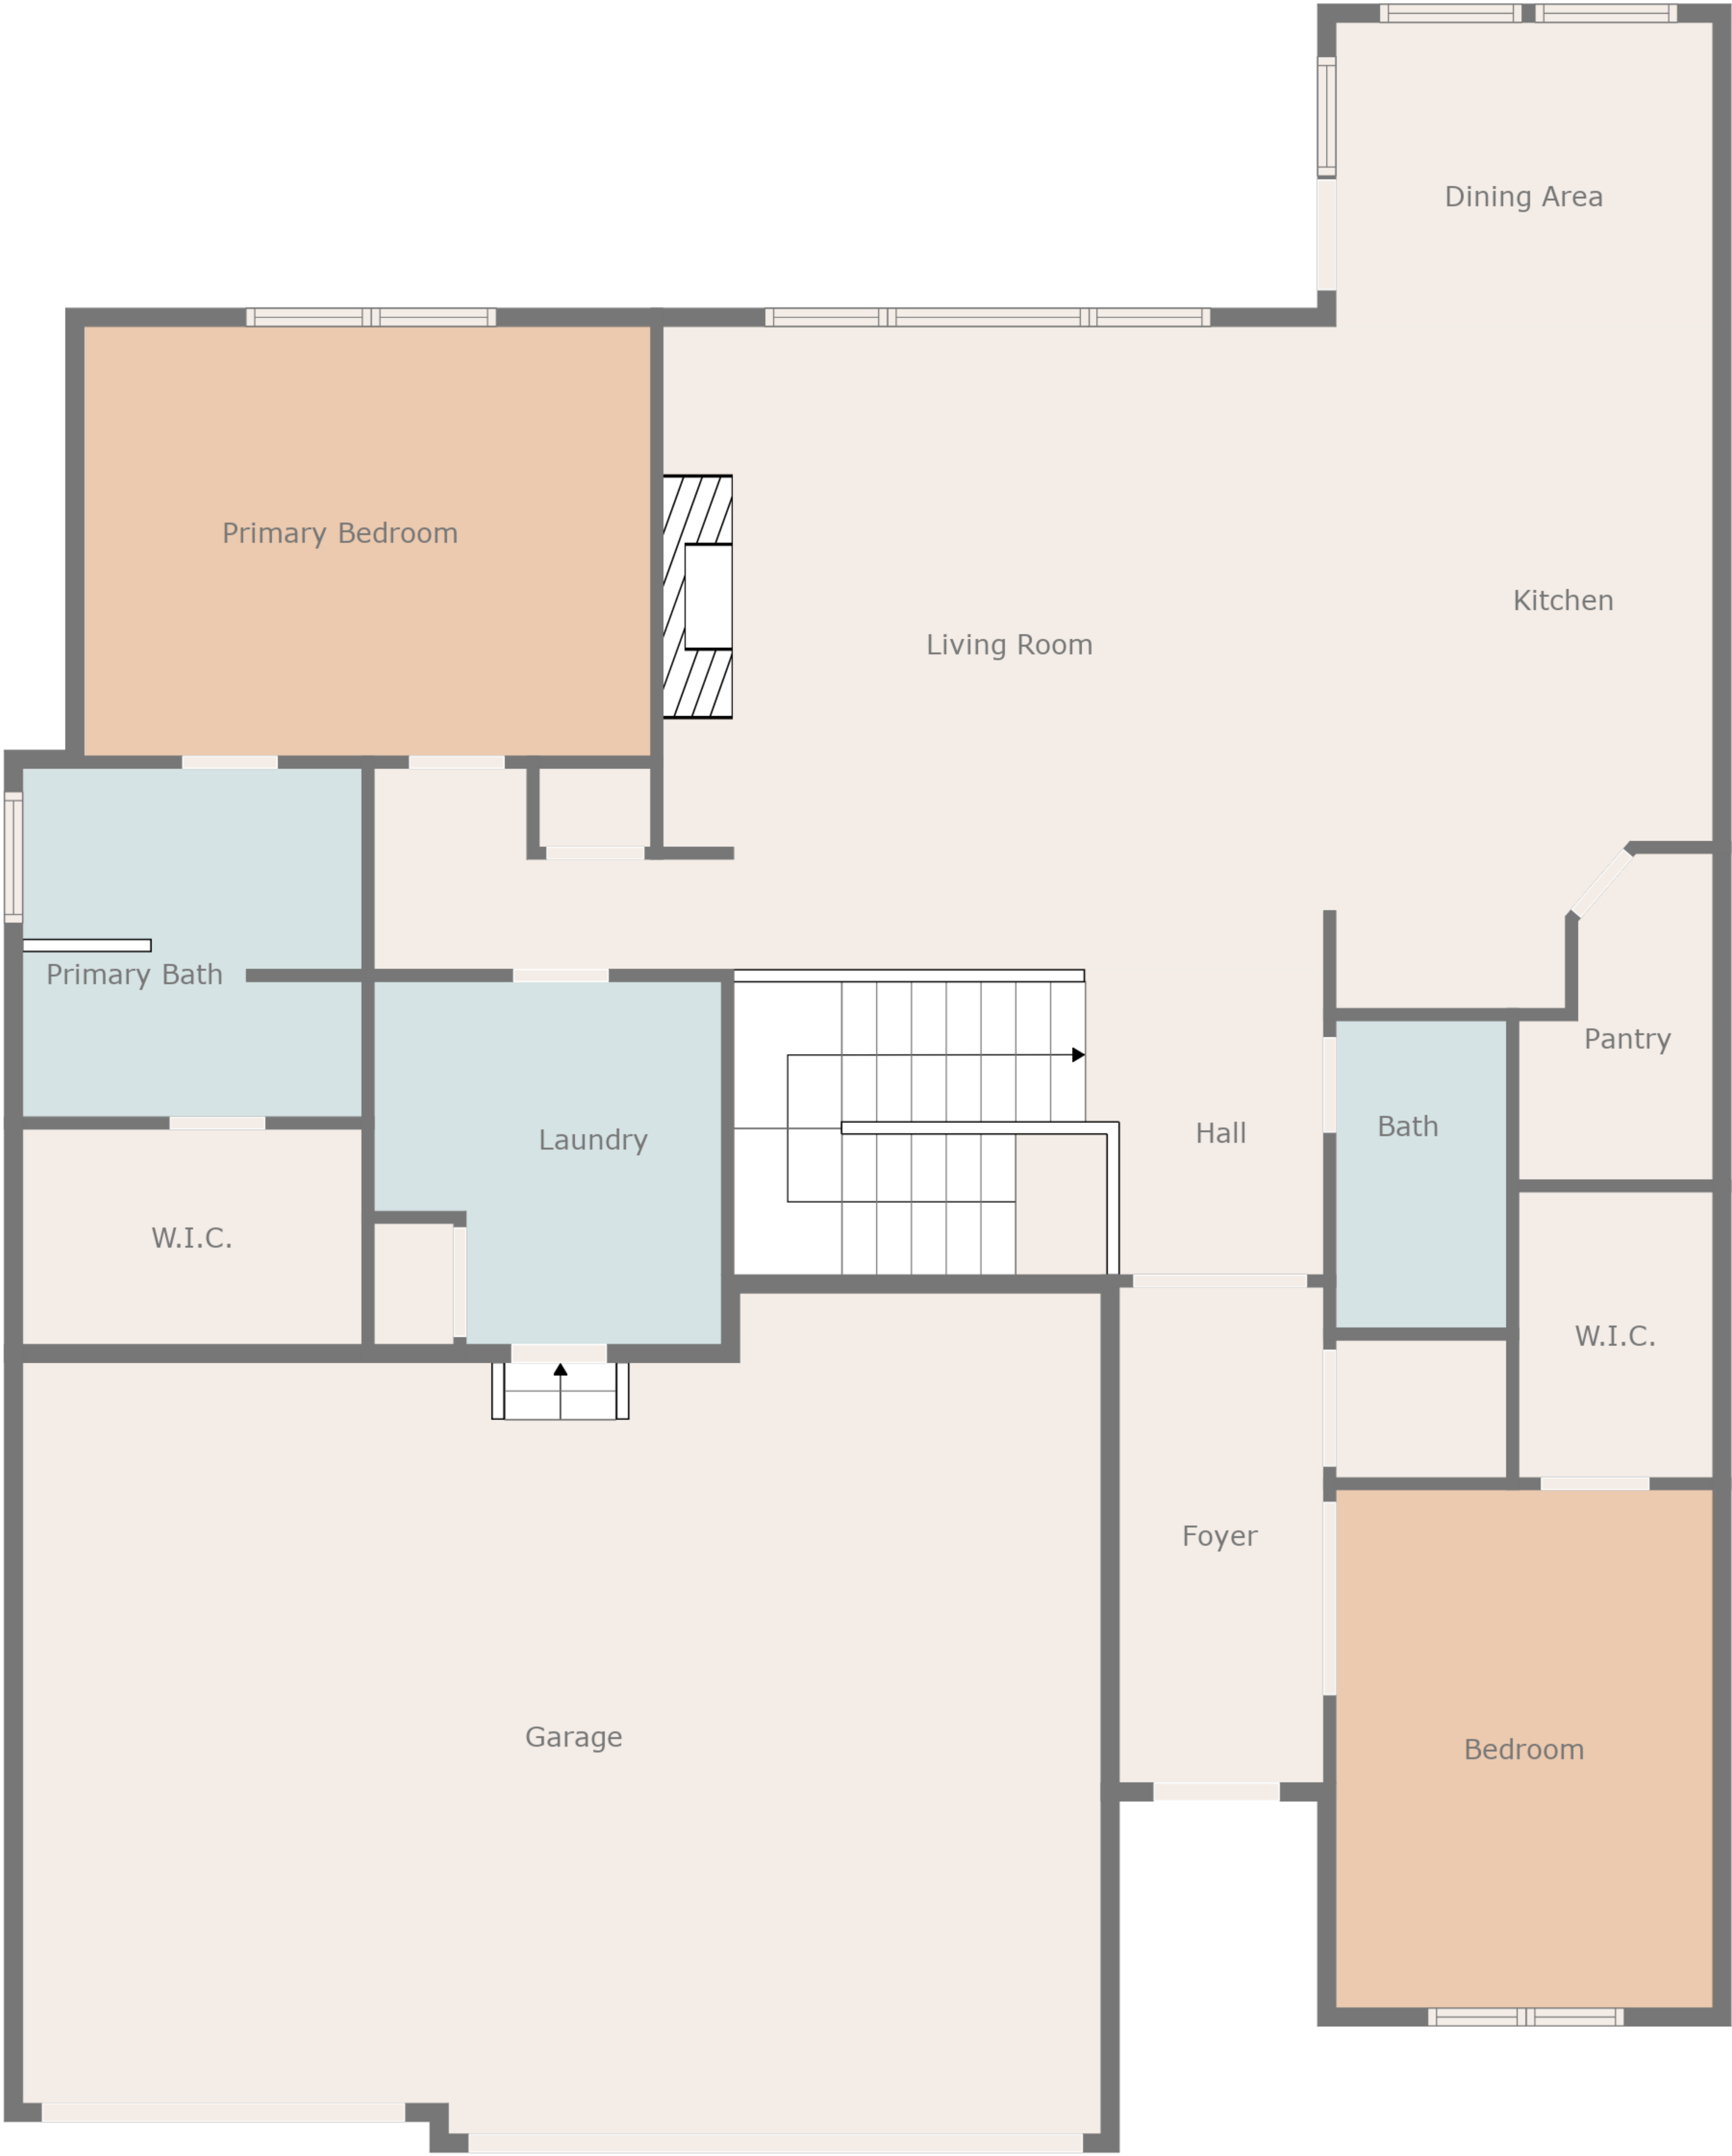 Dining Area
Primary Bedroom
Kitchen
Living Room
Primary Bath
Pantry
Bath
Hall
Laundry
W.I.C.
W.I.C.
Foyer
Garage
Bedroom